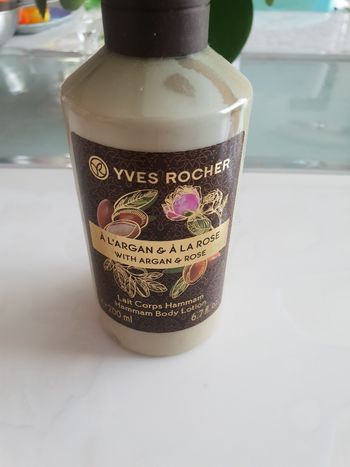 YVES ROCHER
À L'ARGAN & À LA ROSE
WITH ARGAN & ROSE
Lait Corps Hammam
Hammam Body Lotion
200 ml 6.7 fl